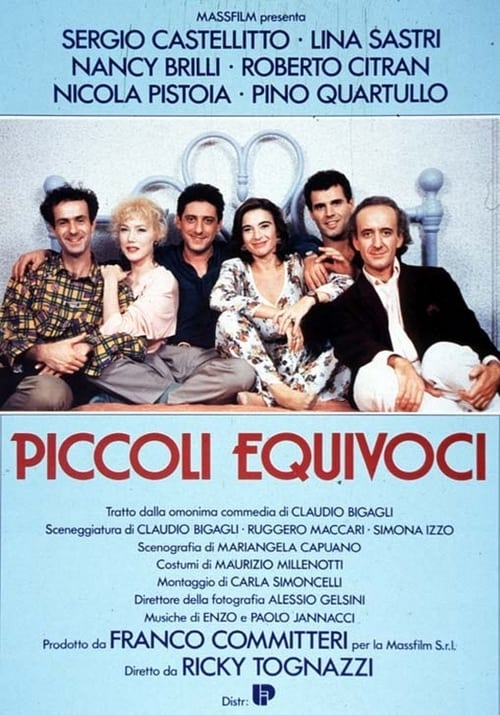 MASSFILM presenta
SERGIO CASTELLITTO · LINA SASTRI
NANCY BRILLI · ROBERTO CITRAN
NICOLA PISTOIA · PINO QUARTULLO
PICCOLI EQUIVOCI
Tratto dalla omonima commedia di CLAUDIO BIGAGLI
Sceneggiatura di CLAUDIO BIGAGLI · RUGGERO MACCARI · SIMONA IZZO
Scenografia di MARIANGELA CAPUANO
Costumi di MAURIZIO MILLENOTTI
Montaggio di CARLA SIMONCELLI
Direttore della fotografia ALESSIO GELSINI
Musiche di ENZO e PAOLO JANNACCI
Prodotto da FRANCO COMMITTERI per la Massfilm S.r.l.
Diretto da RICKY TOGNAZZI
Distr: